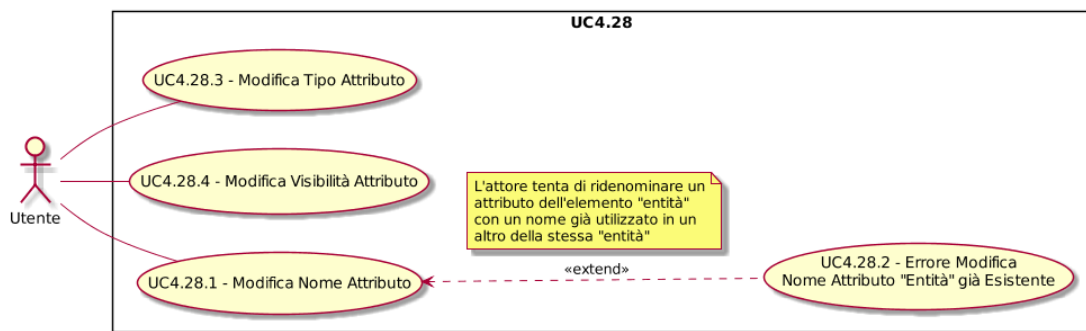 UC4.28
UC4.28.3 - Modifica Tipo Attributo
UC4.28.4 - Modifica Visibilità Attributo
Utente
L'attore tenta di ridenominare un
attributo dell'elemento "entità"
con un nome già utilizzato in un
altro della stessa "entità"
«extend»
UC4.28.1 - Modifica Nome Attributo
UC4.28.2 - Errore Modifica
Nome Attributo "Entità" già Esistente